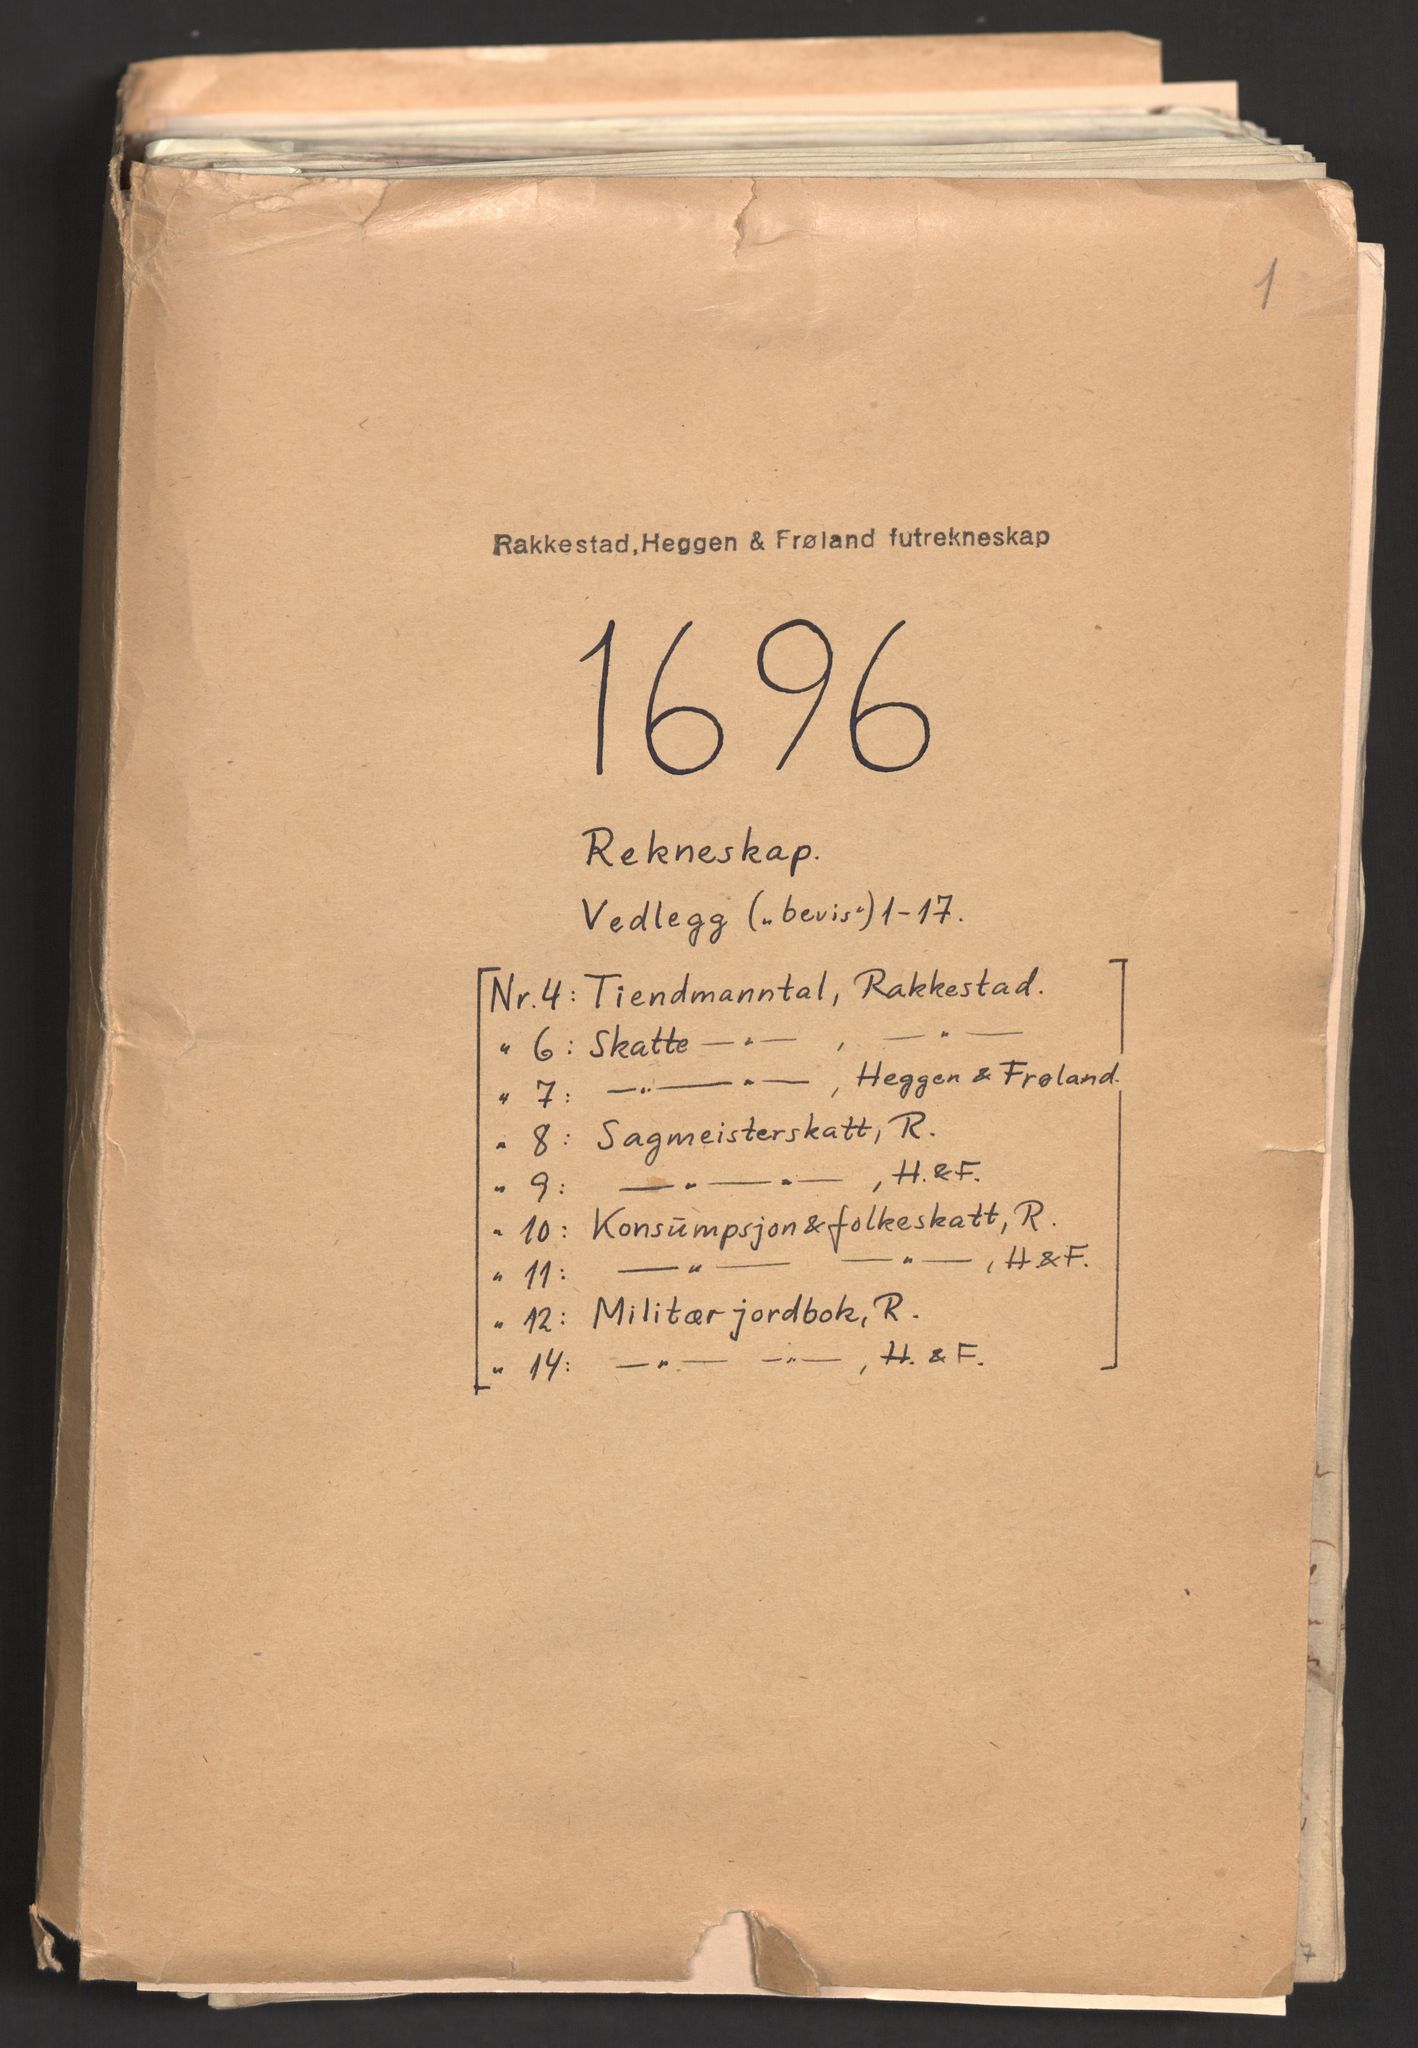 1
Rakkestad, Heggen & Frøland futrekneskap
1696
Rekneskap.
Vedlegg („bevis“) 1-17.
Nr. 4: Tiendmanntal, Rakkestad.
" 6: Skatte —"— , —"—
" 7: —"——"— , Heggen & Frøland.
" 8: Sagmeisterskatt, R.
" 9: —"——"— , H. & F.
" 10: Konsūmpsjon & folkeskatt, R.
" 11: —"— —"— , H. & F.
" 12: Militær jordbok, R.
" 14: —"— —"— , H. & F.